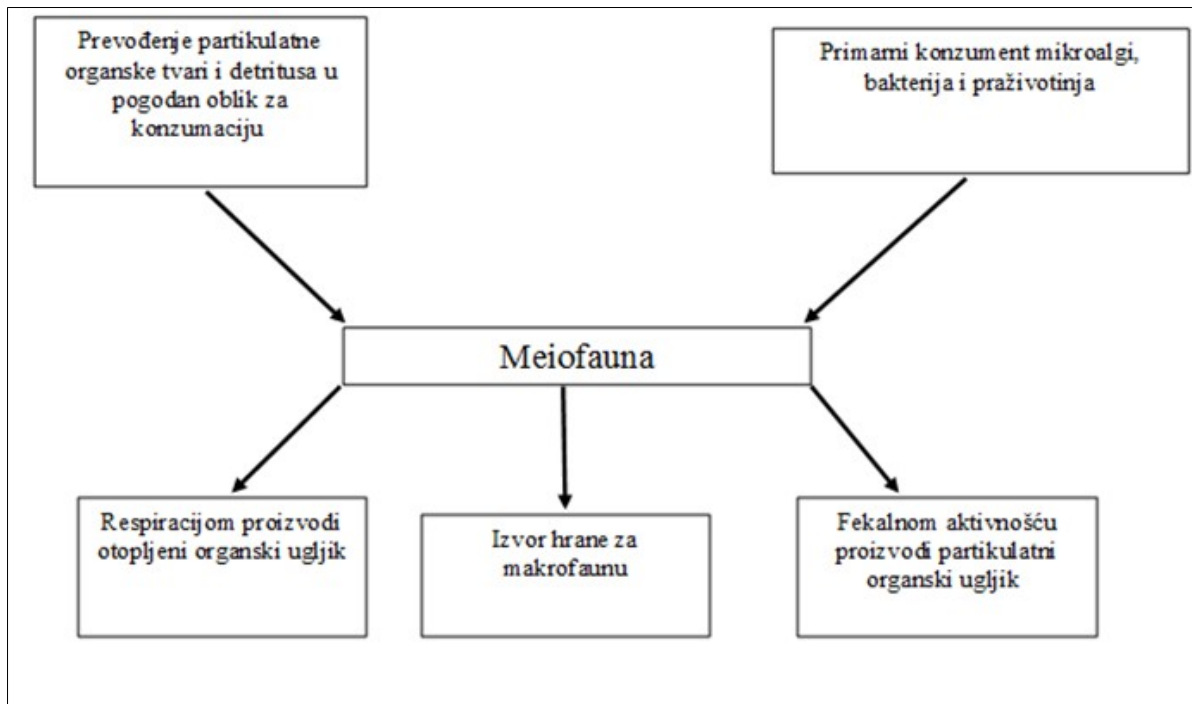 Prevođenje partikulatne
organske tvari i detritusa u
pogodan oblik za
konzumaciju
Primarni konzument mikroalgi,
bakterija i praživotinja
Meiofauna
Respiracijom proizvodi
otopljeni organski ugljik
Izvor hrane za
makrofaunu
Fekalnom aktivnošću
proizvodi partikulatni
organski ugljik